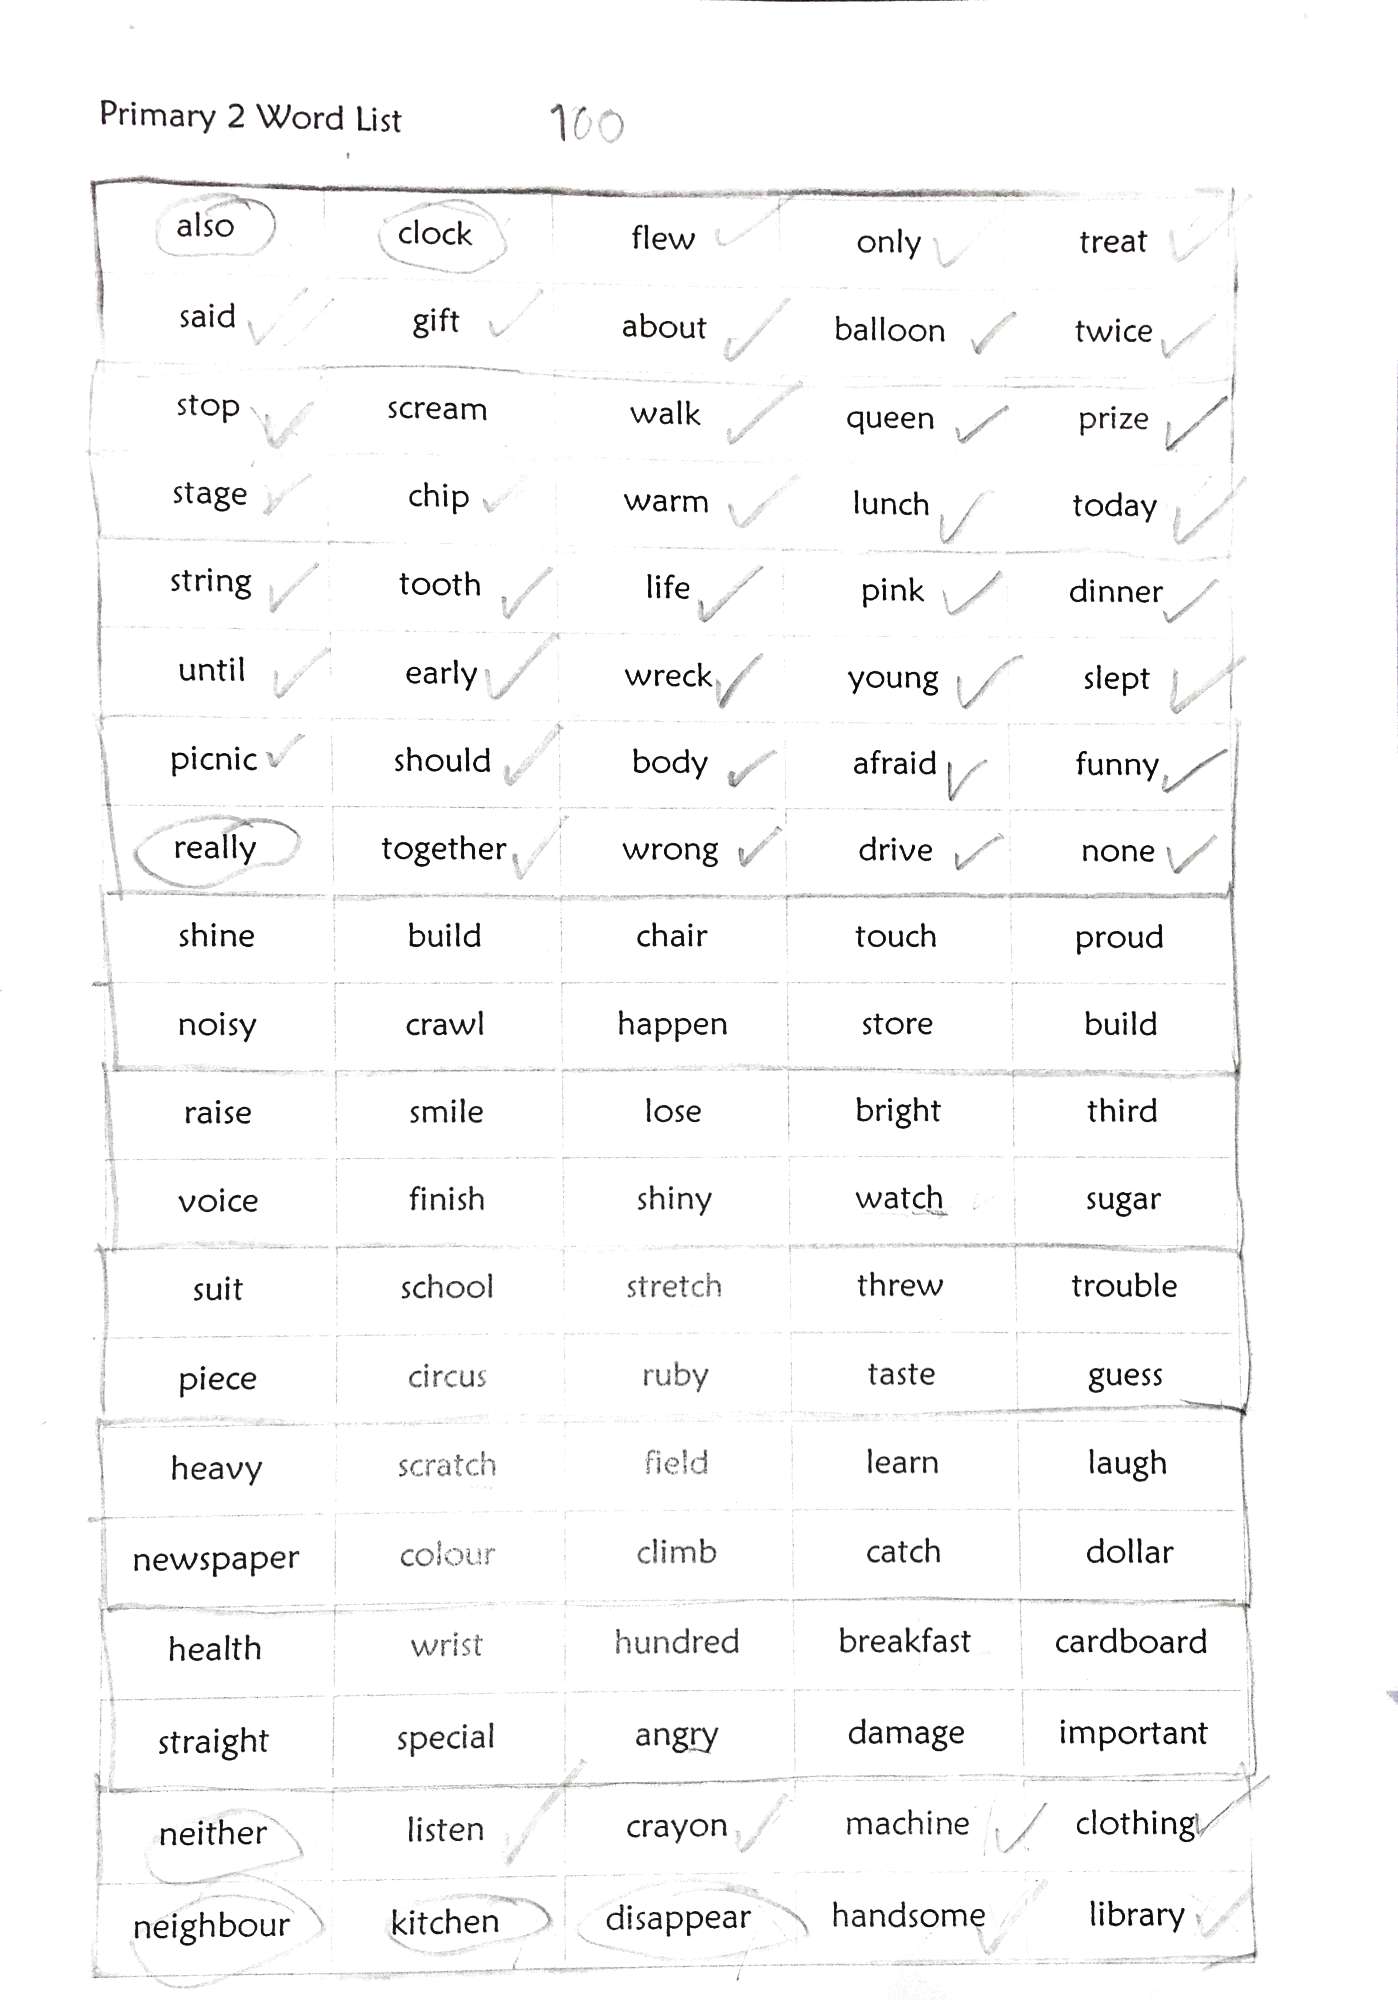 Primary 2 Word List 100
also clock flew only treat
said gift about balloon twice
stop scream walk queen prize
stage chip warm lunch today
string tooth life pink dinner
until early wreck young slept
picnic should body afraid funny
really together wrong drive none
shine build chair touch proud
noisy crawl happen store build
raise smile lose bright third
voice finish shiny watch sugar
suit school stretch threw trouble
piece circus ruby taste guess
heavy scratch field learn laugh
newspaper colour climb catch dollar
health wrist hundred breakfast cardboard
straight special angry damage important
neither listen crayon machine clothing
neighbour kitchen disappear handsome library